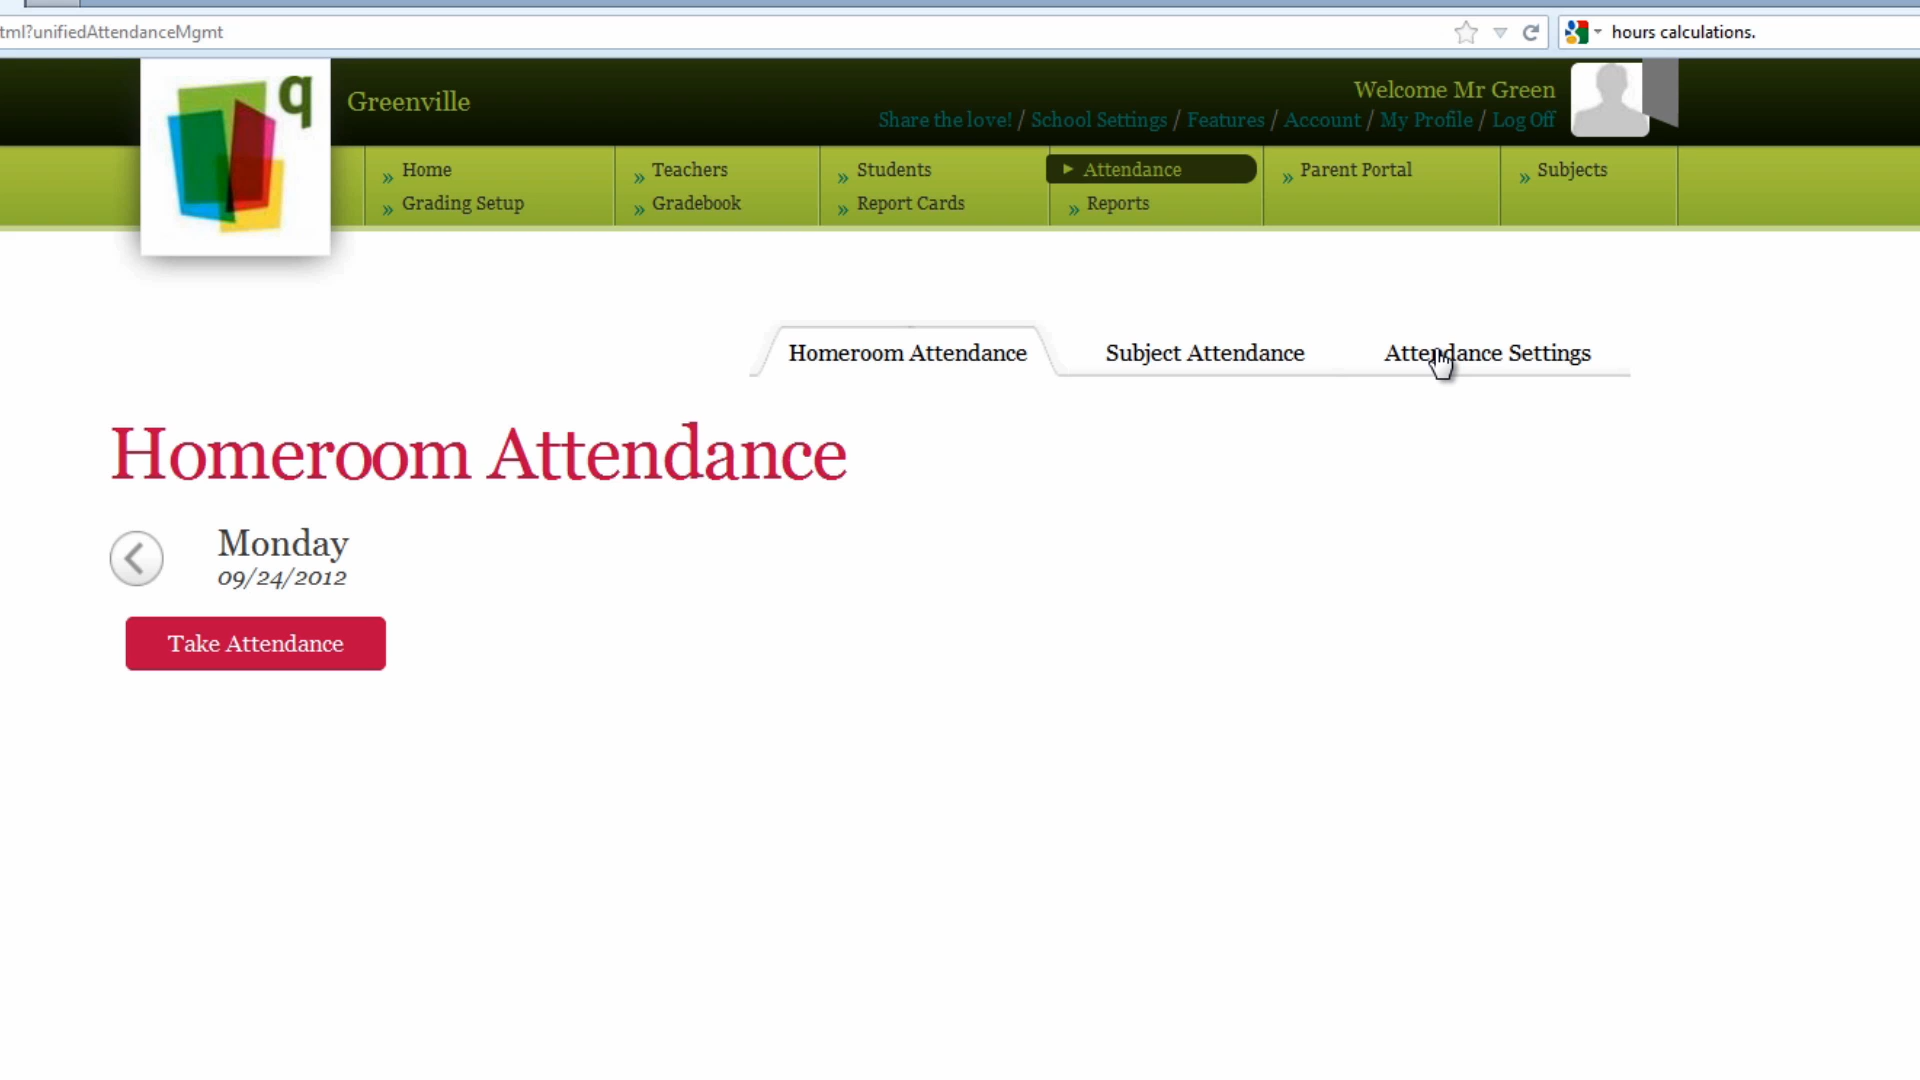 tml?unifiedAttendanceMgmt
hours calculations.
q
Greenville
Welcome Mr Green
Share the love! / School Settings / Features / Account / My Profile / Log Off
» Home » Teachers » Students ► Attendance » Parent Portal » Subjects
» Grading Setup » Gradebook » Report Cards » Reports
Homeroom Attendance Subject Attendance Attendance Settings
Homeroom Attendance
Monday
09/24/2012
Take Attendance